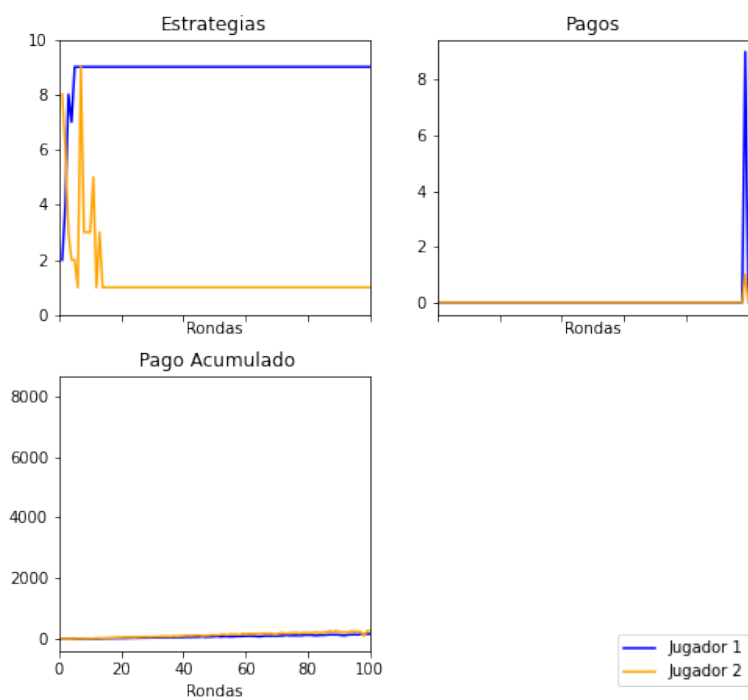 Estrategias
10
8
6
4
2
0
Rondas
Pagos
8
6
4
2
0
Rondas
Pago Acumulado
8000
6000
4000
2000
0
0 20 40 60 80 100
Rondas
Jugador 1
Jugador 2